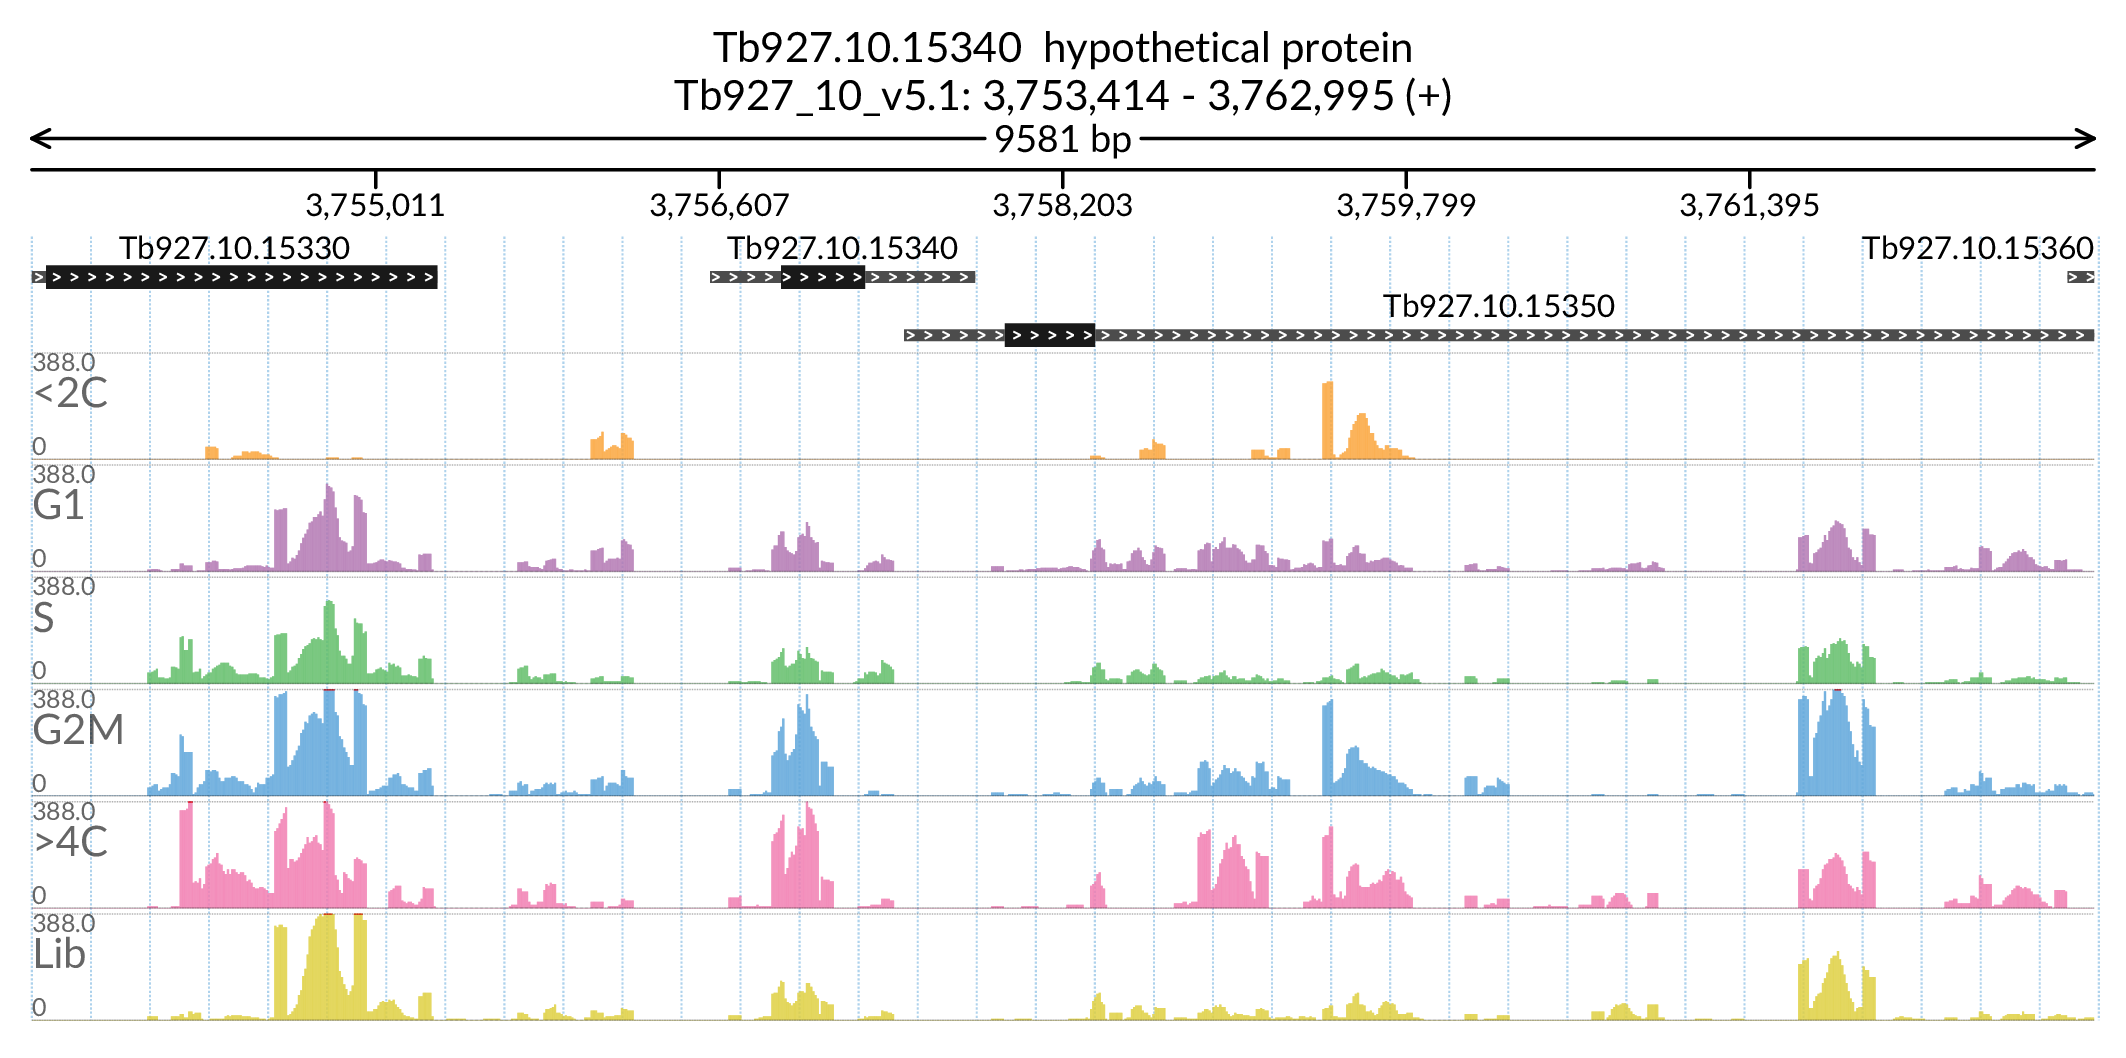 Tb927.10.15340 hypothetical protein
Tb927_10_v5.1: 3,753,414 - 3,762,995 (+)
9581 bp
3,755,011 3,756,607 3,758,203 3,759,799 3,761,395
Tb927.10.15330 Tb927.10.15340 Tb927.10.15360
Tb927.10.15350
388.0
<2C
0
388.0
G1
0
388.0
S
0
388.0
G2M
0
388.0
>4C
0
388.0
Lib
0